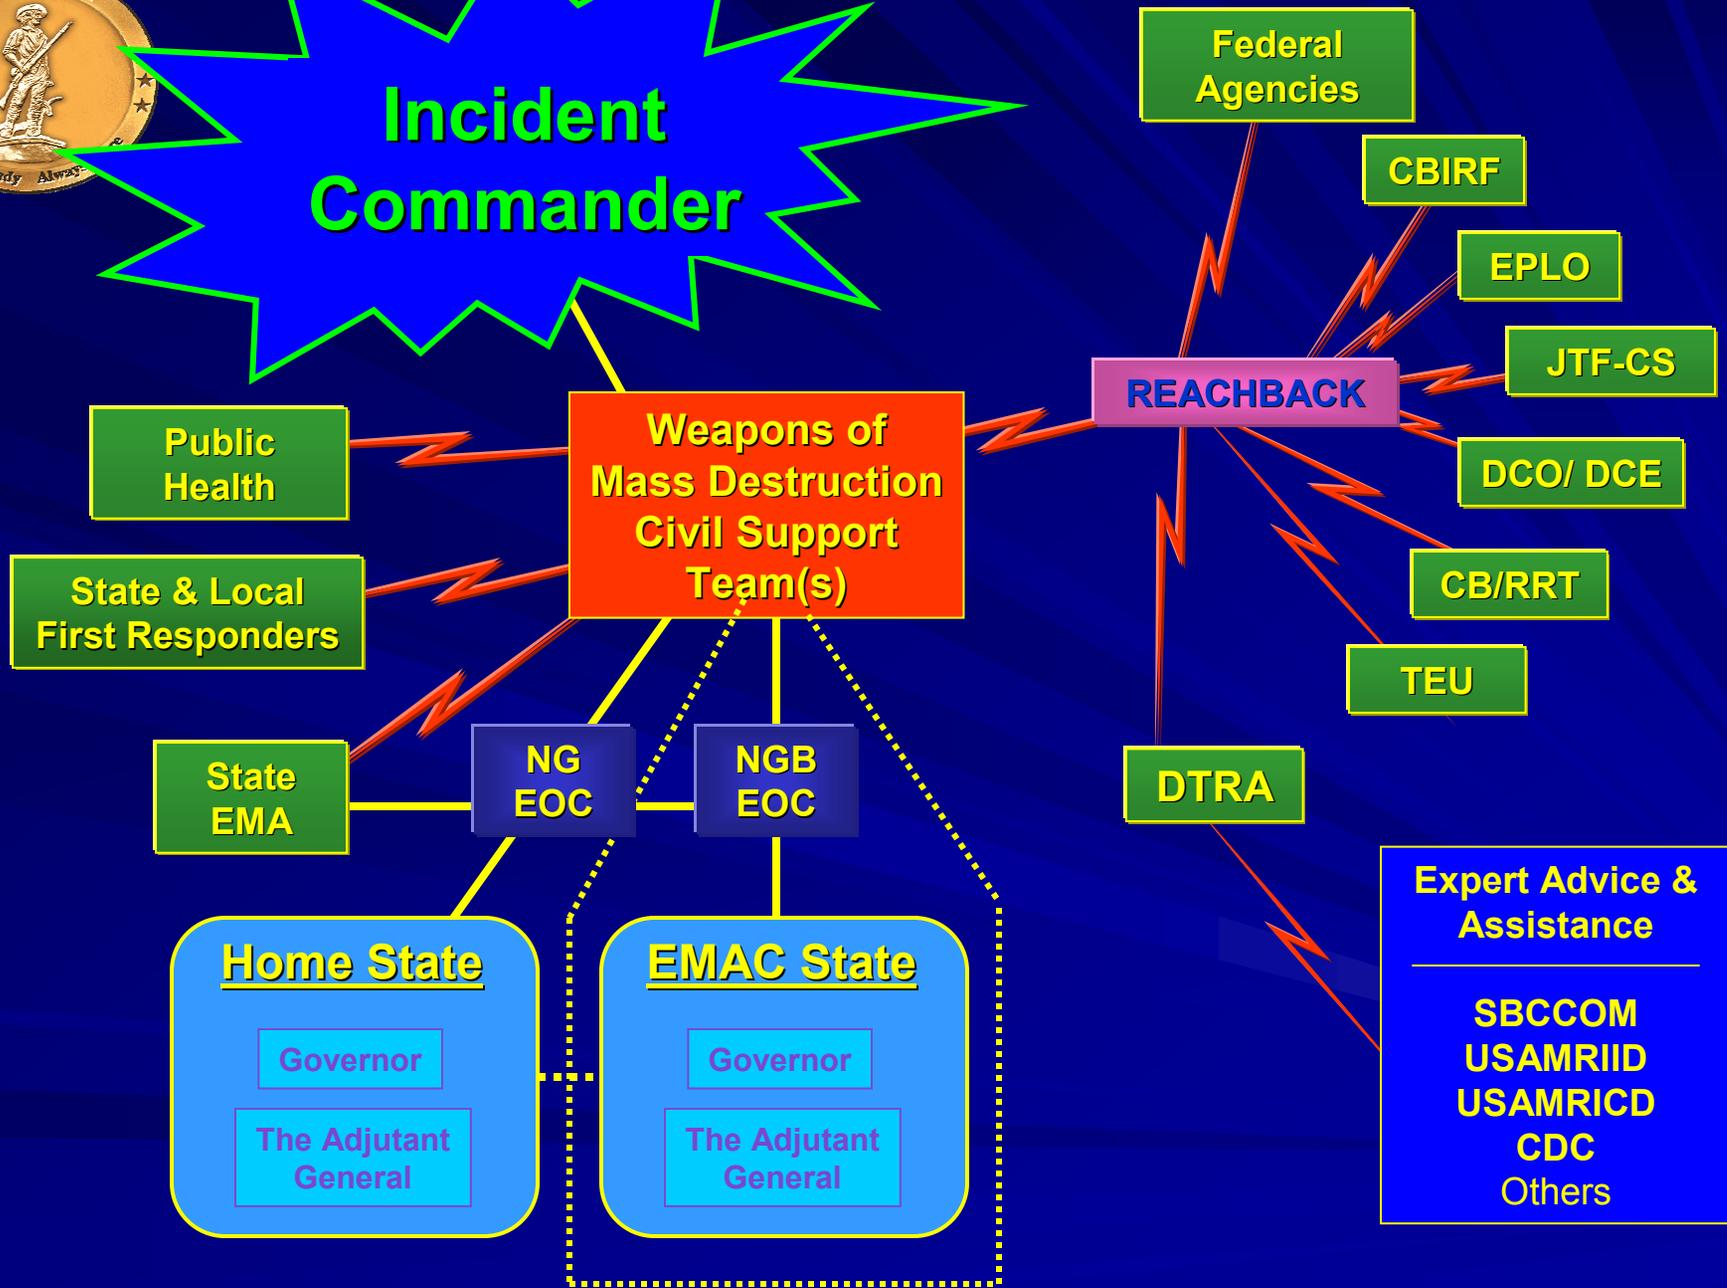 Incident
Commander
Federal
Agencies
CBIRF
EPLO
JTF-CS
REACHBACK
DCO/ DCE
CB/RRT
TEU
DTRA
Public
Health
Weapons of
Mass Destruction
Civil Support
Team(s)
State & Local
First Responders
State
EMA
NG
EOC
NGB
EOC
Home State
Governor
The Adjutant
General
EMAC State
Governor
The Adjutant
General
Expert Advice &
Assistance
SBCCOM
USAMRIID
USAMRICD
CDC
Others